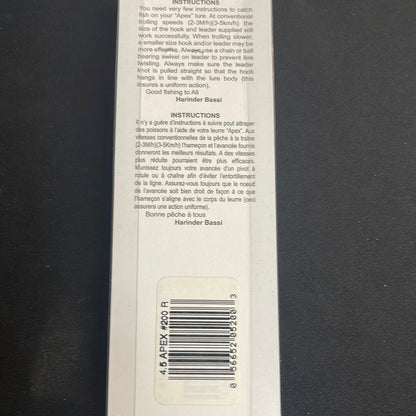 INSTRUCTIONS
You need very few instructions to catch
fish on your "Apex" lure. At conventional
trolling speeds (2-3M/h)(3-5km/h) the
size of the hook and leader supplied will
work successfully. When trolling slower,
a smaller size hook and/or leader may be
more effective. Always use a chain or ball
bearing swivel on leader to prevent line
twisting. Always make sure the leader
knot is pulled straight so that the hook
hangs in line with the lure body (this
insures a uniform action).
Good fishing to All
Harinder Bassi
INSTRUCTIONS
Il n'y a guère d'instructions à suivre pout attraper
des poissons à l'aide de votre leurre "Apex". Aux
vitesses conventionnelles de la pêche à la traîne
(2-3M/h)(3-5Km/h) l'hameçon et l'avancée fournis
donneront les meilleurs résultats. A des vitesses
plus réduite pourraient être plus efficaces.
Munissez toujours votre avancée d'un pivot à
rotule ou à chaîne afin d'éviter l'entortillement
de la ligne. Assurez-vous toujours que le noeud
de l'avancée soit bien droit de façon à ce que
l'hameçon s'aligne avec le corps du leurre (ceci
assurera une action uniforme).
Bonne pêche à tous
Harinder Bassi
4.5 APEX #200 R
0 56652 05200 3